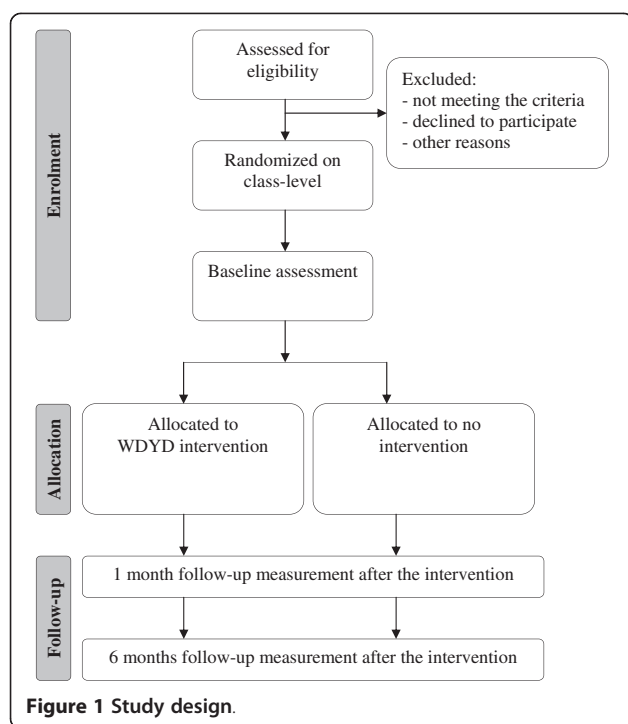 Enrolment
Assessed for
eligibility
Excluded:
- not meeting the criteria
- declined to participate
- other reasons
Randomized on
class-level
Baseline assessment
Allocation
Allocated to
WDYD intervention
Allocated to no
intervention
Follow-up
1 month follow-up measurement after the intervention
6 months follow-up measurement after the intervention
Figure 1 Study design.